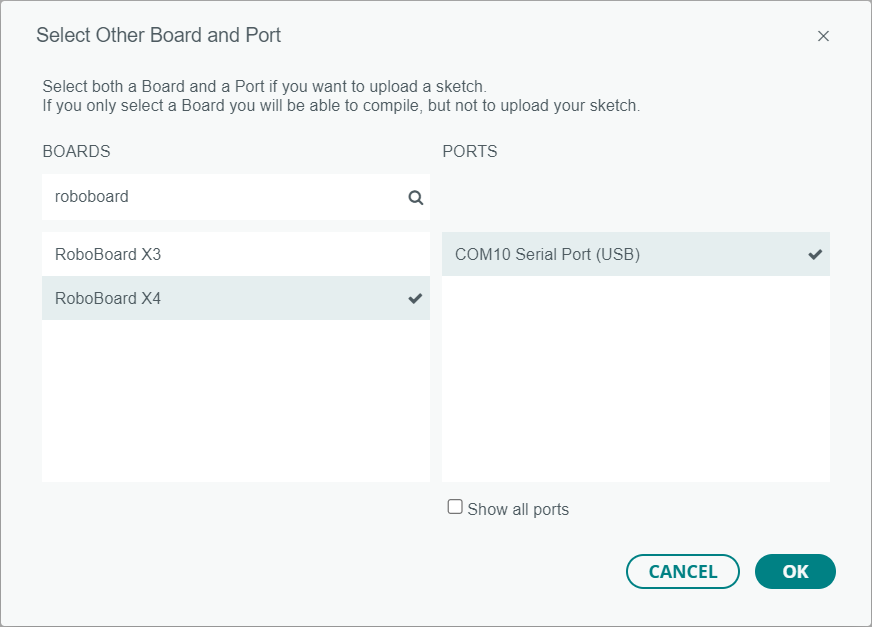 Select Other Board and Port
Select both a Board and a Port if you want to upload a sketch.
If you only select a Board you will be able to compile, but not to upload your sketch.
BOARDS
roboboard
RoboBoard X3
RoboBoard X4
PORTS
COM10 Serial Port (USB)
Show all ports
CANCEL
OK